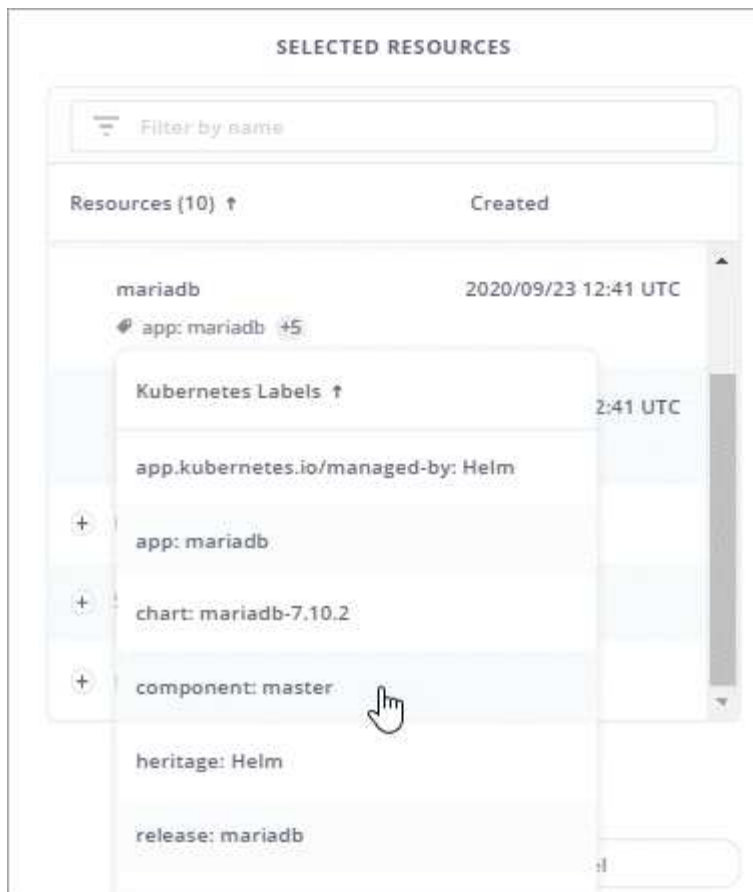 SELECTED RESOURCES
Filter by name
Resources (10) ↑ Created
mariadb 2020/09/23 12:41 UTC
app: mariadb +5
Kubernetes Labels ↑
2:41 UTC
app.kubernetes.io/managed-by: Helm
app: mariadb
chart: mariadb-7.10.2
component: master
heritage: Helm
release: mariadb